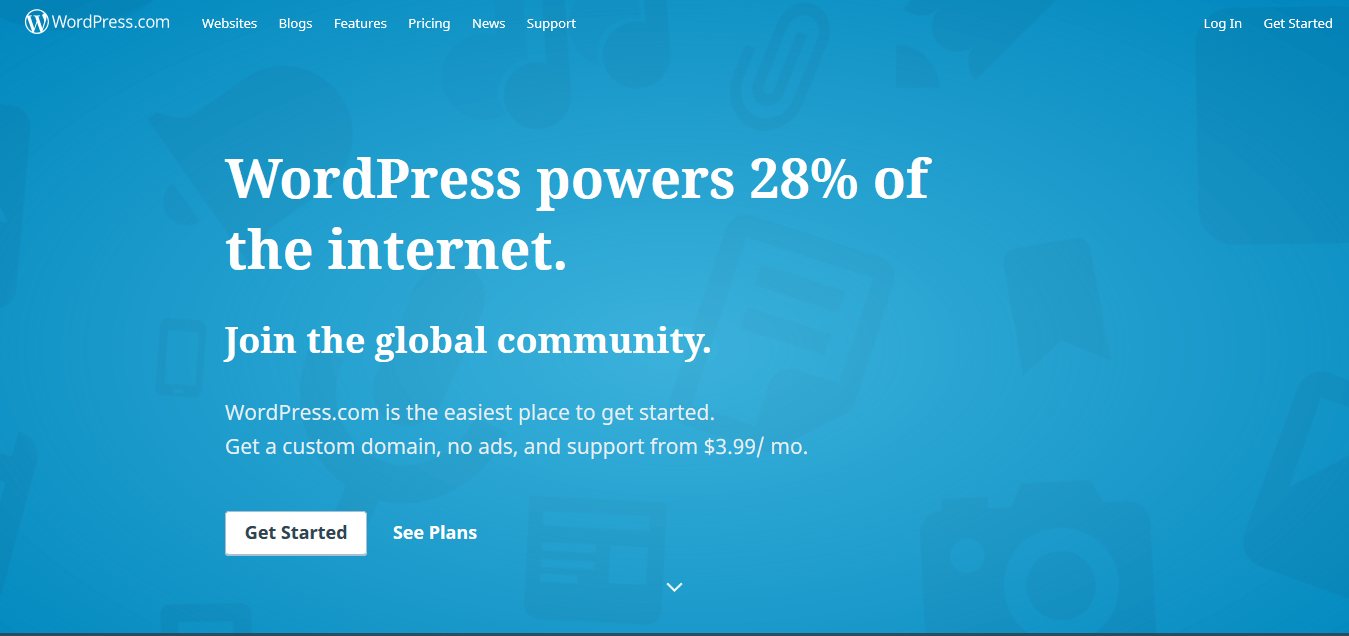 WordPress.com Websites Blogs Features Pricing News Support Log In Get Started
WordPress powers 28% of
the internet.
Join the global community.
WordPress.com is the easiest place to get started.
Get a custom domain, no ads, and support from $3.99/ mo.
Get Started See Plans